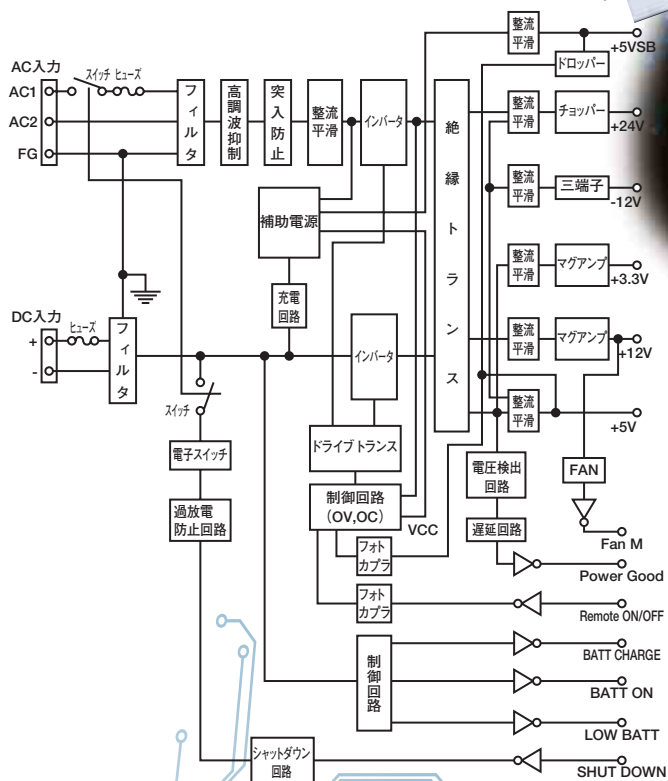 AC入力
AC1
AC2
FG
スイッチ
ヒューズ
フィルタ
高調波抑制
突入防止
整流
平滑
インバータ
絶縁トランス
整流
平滑
ドロッパー
+5VSB
整流
平滑
チョッパー
+24V
整流
平滑
三端子
-12V
補助電源
整流
平滑
マグアンプ
+3.3V
充電
回路
DC入力
+
-
ヒューズ
フィルタ
インバータ
整流
平滑
マグアンプ
+12V
スイッチ
整流
平滑
+5V
電子スイッチ
ドライブトランス
電圧検出
回路
FAN
過放電
防止回路
制御回路
(OV,OC)
VCC
遅延回路
Fan M
フォト
カプラ
Power Good
フォト
カプラ
Remote ON/OFF
制御回路
BATT CHARGE
BATT ON
LOW BATT
シャットダウン
回路
SHUT DOWN